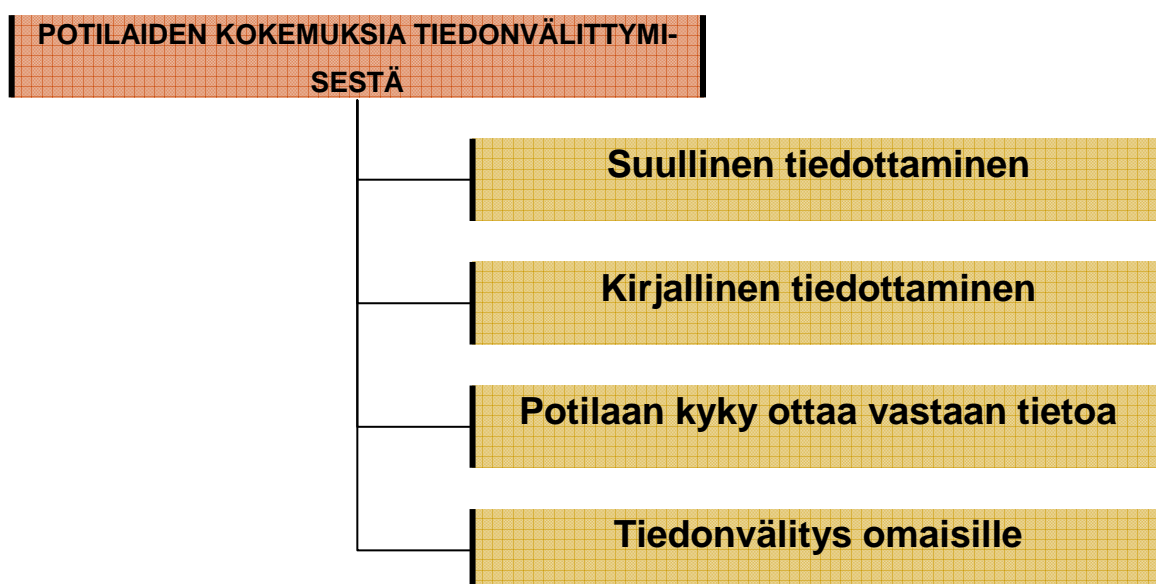 POTILAIDEN KOKEMUKSIA TIEDONVÄLITTYMI-
SESTÄ
Suullinen tiedottaminen
Kirjallinen tiedottaminen
Potilaan kyky ottaa vastaan tietoa
Tiedonvälitys omaisille